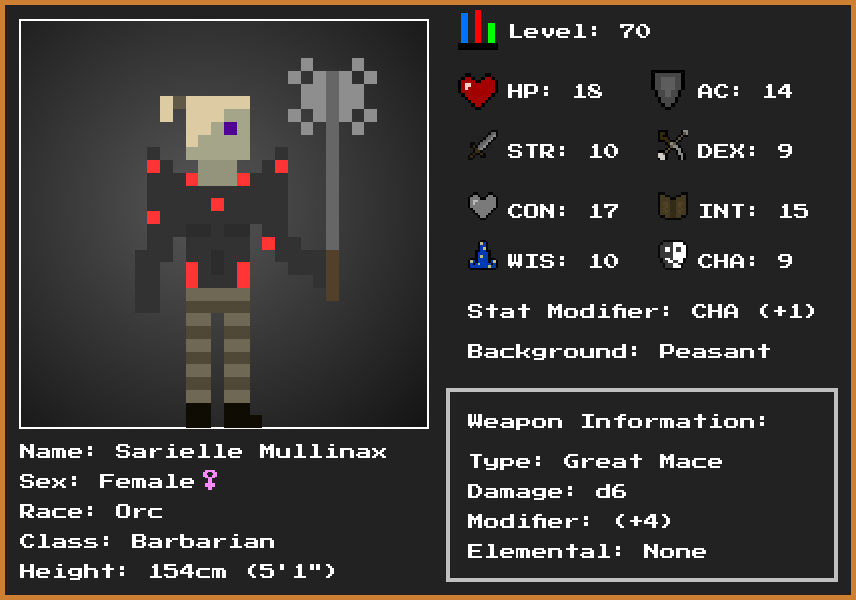 Level: 70
HP: 18
AC: 14
STR: 10
DEX: 9
CON: 17
INT: 15
WIS: 10
CHA: 9
Stat Modifier: CHA (+1)
Background: Peasant
Weapon Information:
Type: Great Mace
Damage: d6
Modifier: (+4)
Elemental: None
Name: Sarielle Mullinax
Sex: Female♀
Race: Orc
Class: Barbarian
Height: 154cm (5'1")